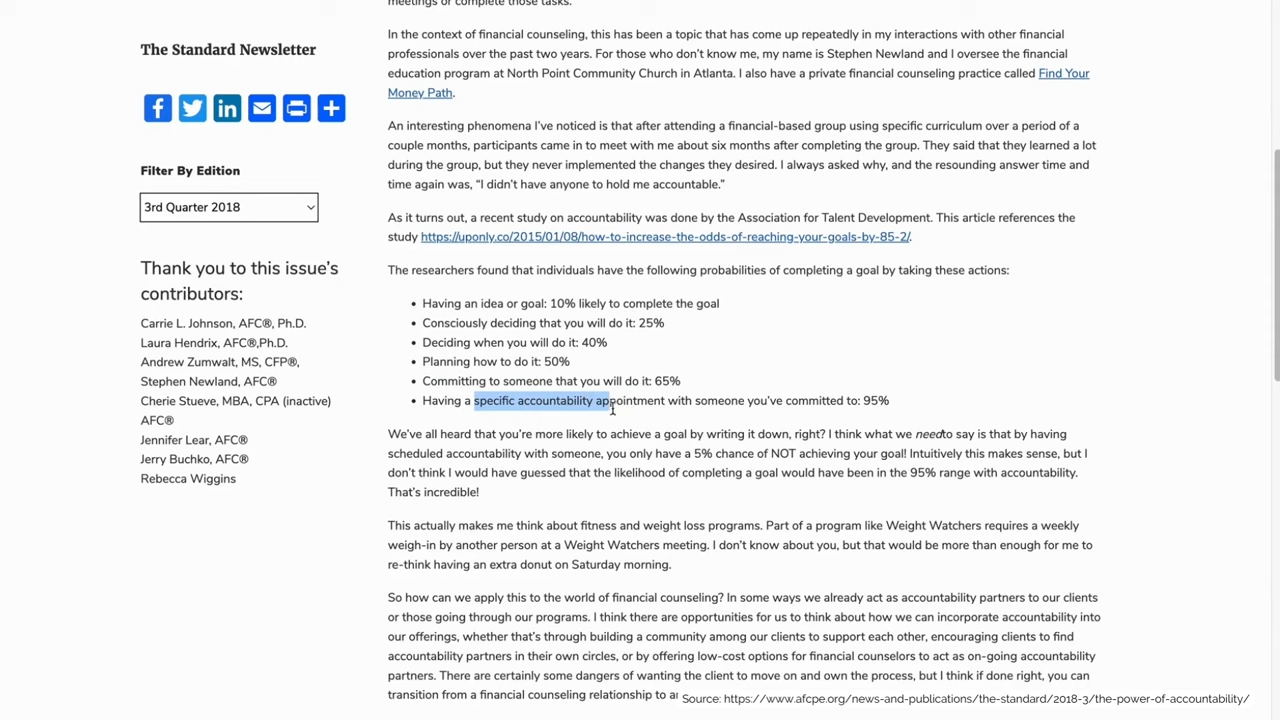 meetings or complete those tasks.
The Standard Newsletter
Filter By Edition
3rd Quarter 2018
Thank you to this issue's
contributors:
Carrie L. Johnson, AFC®, Ph.D.
Laura Hendrix, AFC®,Ph.D.
Andrew Zumwalt, MS, CFP®,
Stephen Newland, AFC®
Cherie Stueve, MBA, CPA (inactive)
AFC®
Jennifer Lear, AFC®
Jerry Buchko, AFC®
Rebecca Wiggins
In the context of financial counseling, this has been a topic that has come up repeatedly in my interactions with other financial
professionals over the past two years. For those who don't know me, my name is Stephen Newland and I oversee the financial
education program at North Point Community Church in Atlanta. I also have a private financial counseling practice called Find Your
Money Path.
An interesting phenomena I've noticed is that after attending a financial-based group using specific curriculum over a period of a
couple months, participants came in to meet with me about six months after completing the group. They said that they learned a lot
during the group, but they never implemented the changes they desired. I always asked why, and the resounding answer time and
time again was, “I didn't have anyone to hold me accountable.”
As it turns out, a recent study on accountability was done by the Association for Talent Development. This article references the
study https://uponly.co/2015/01/08/how-to-increase-the-odds-of-reaching-your-goals-by-85-2/.
The researchers found that individuals have the following probabilities of completing a goal by taking these actions:
• Having an idea or goal: 10% likely to complete the goal
• Consciously deciding that you will do it: 25%
• Deciding when you will do it: 40%
• Planning how to do it: 50%
• Committing to someone that you will do it: 65%
• Having a specific accountability appointment with someone you've committed to: 95%
We've all heard that you're more likely to achieve a goal by writing it down, right? I think what we need to say is that by having
scheduled accountability with someone, you only have a 5% chance of NOT achieving your goal! Intuitively this makes sense, but I
don't think I would have guessed that the likelihood of completing a goal would have been in the 95% range with accountability.
That's incredible!
This actually makes me think about fitness and weight loss programs. Part of a program like Weight Watchers requires a weekly
weigh-in by another person at a Weight Watchers meeting. I don't know about you, but that would be more than enough for me to
re-think having an extra donut on Saturday morning.
So how can we apply this to the world of financial counseling? In some ways we already act as accountability partners to our clients
or those going through our programs. I think there are opportunities for us to think about how we can incorporate accountability into
our offerings, whether that's through building a community among our clients to support each other, encouraging clients to find
accountability partners in their own circles, or by offering low-cost options for financial counselors to act as on-going accountability
partners. There are certainly some dangers of wanting the client to move on and own the process, but I think if done right, you can
transition from a financial counseling relationship to
Source: https://www.afcpe.org/news-and-publications/the-standard/2018-3/the-power-of-accountability/